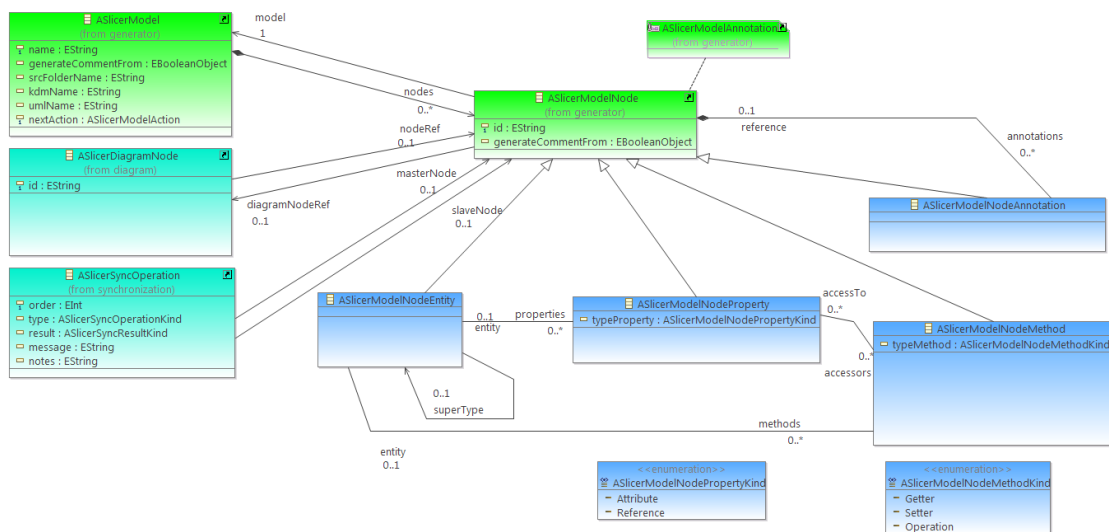 ASlicerModel
(from generator)
name : EString
generateCommentFrom : EBooleanObject
srcFolderName : EString
kdmName : EString
umlName : EString
nextAction : ASlicerModelAction
model
1
nodes
0..*
ASlicerModelAnnotation
(from generator)
ASlicerModelNode
(from generator)
id : EString
generateCommentFrom : EBooleanObject
0..1
reference
annotations
0..*
nodeRef
0..1
ASlicerDiagramNode
(from diagram)
id : EString
diagramNodeRef
0..1
masterNode
0..1
slaveNode
0..1
ASlicerModelNodeAnnotation
ASlicerSyncOperation
(from synchronization)
order : EInt
type : ASlicerSyncOperationKind
result : ASlicerSyncResultKind
message : EString
notes : EString
ASlicerModelNodeEntity
0..1
entity
properties
0..*
ASlicerModelNodeProperty
typeProperty : ASlicerModelNodePropertyKind
accessTo
0..*
0..*
accessors
ASlicerModelNodeMethod
typeMethod : ASlicerModelNodeMethodKind
0..1
superType
methods
0..*
entity
0..1
<<enumeration>>
ASlicerModelNodePropertyKind
Attribute
Reference
<<enumeration>>
ASlicerModelNodeMethodKind
Getter
Setter
Operation